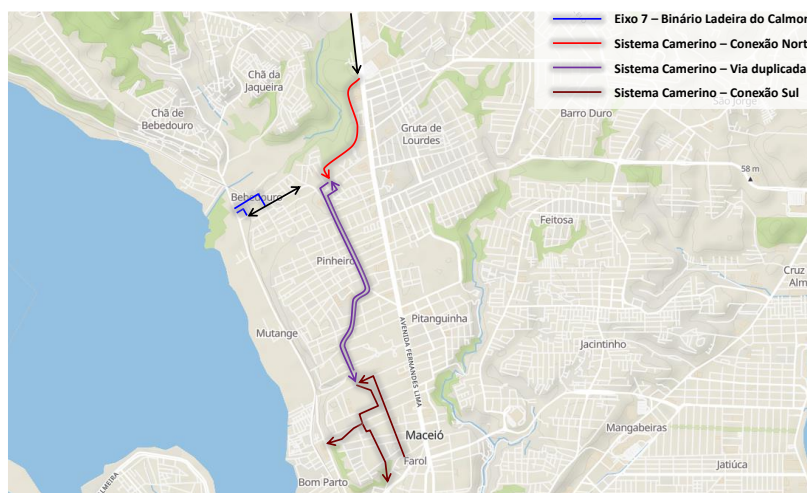 Eixo 7 – Binário Ladeira do Calmon
Sistema Camerino – Conexão Nort
Sistema Camerino – Via duplicada
Sistema Camerino – Conexão Sul
Chã da
Jaqueira
Chã de
Bebedouro
Gruta de
Lourdes
Barro Duro
São Jorge
58 m
Bebedouro
Feitosa
Pinheiro
Cruz
Alm
Pitanguinha
Mutange
AVENIDA FERNANDES LIMA
Jacintinho
Mangabeiras
Maceió
Farol
Jatiúca
Bom Parto
ALMEIRA